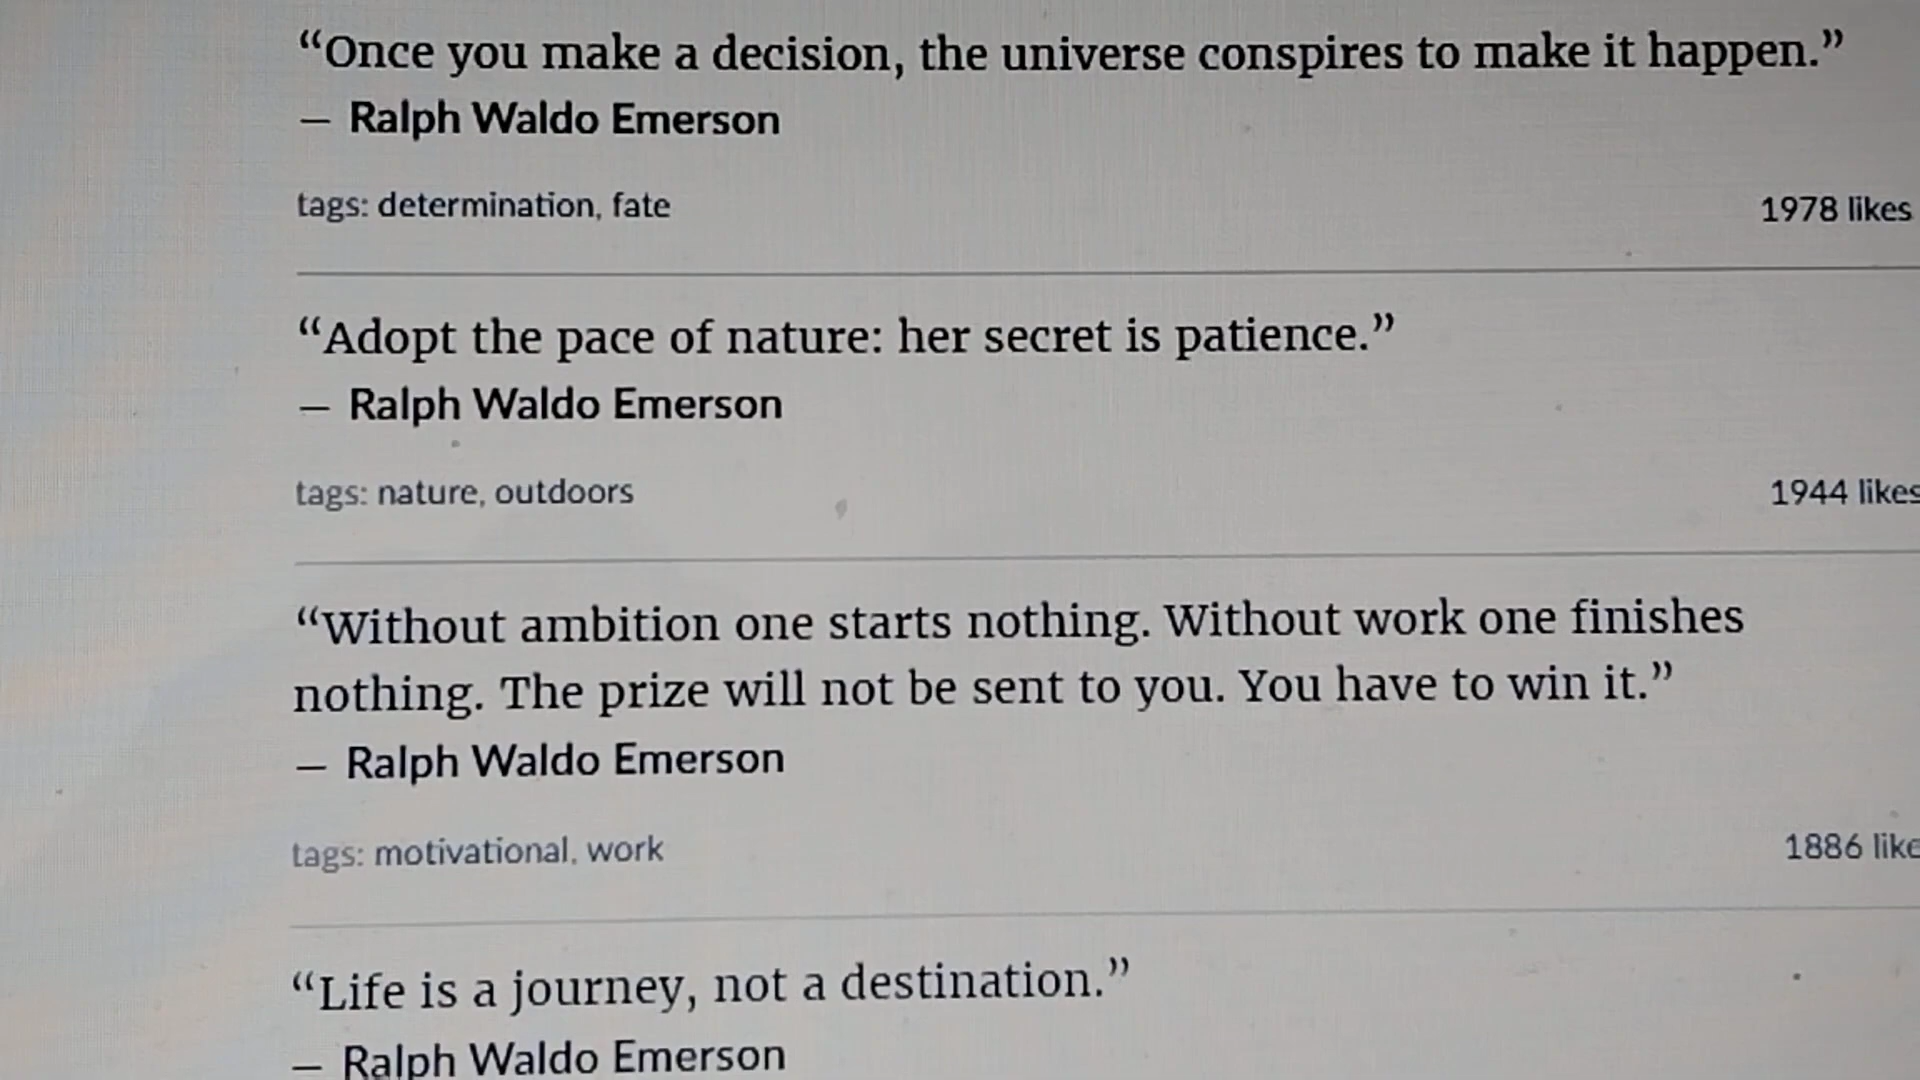 “Once you make a decision, the universe conspires to make it happen.”
― Ralph Waldo Emerson
tags: determination, fate
1978 likes
“Adopt the pace of nature: her secret is patience.”
― Ralph Waldo Emerson
tags: nature, outdoors
1944 likes
“Without ambition one starts nothing. Without work one finishes
nothing. The prize will not be sent to you. You have to win it.”
― Ralph Waldo Emerson
tags: motivational, work
1886 like
“Life is a journey, not a destination.”
― Ralph Waldo Emerson